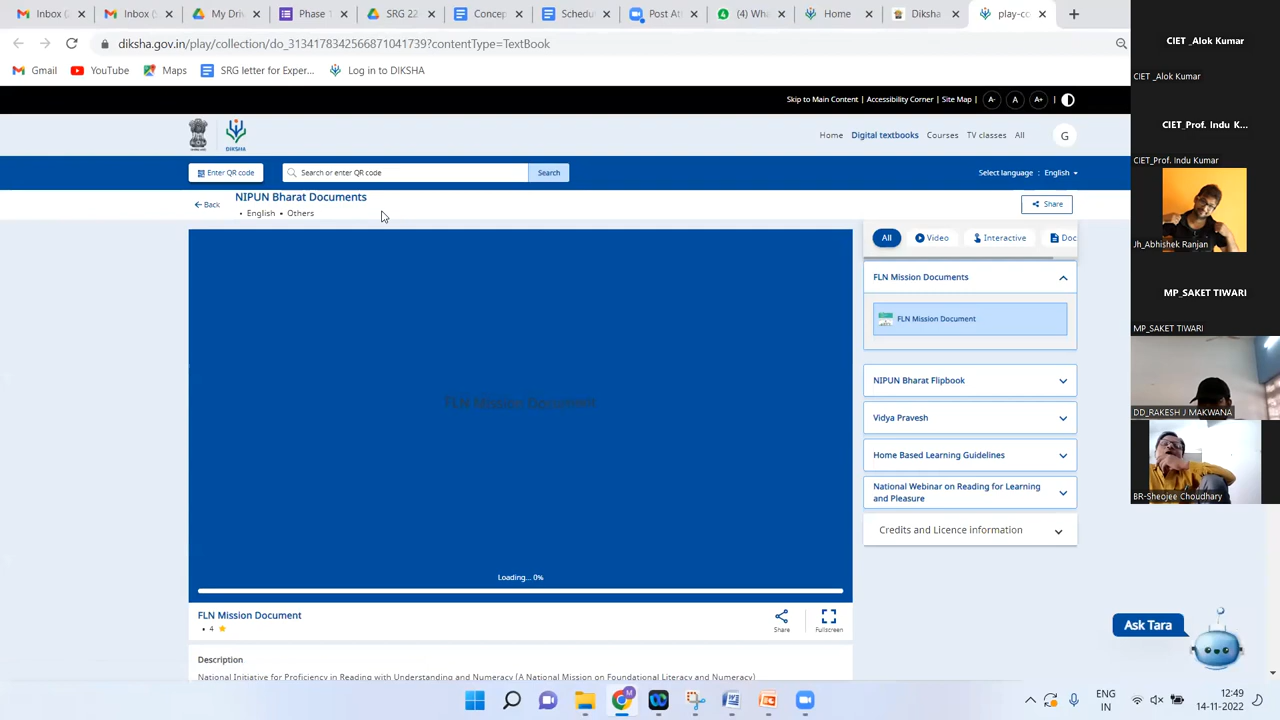 Inbox (
Inbox (
My Driv
Phase 1
SRG 22
Concep
Schedu
Post At
(4) Wha
Home
Diksha
play-co
diksha.gov.in/play/collection/do_31341783425668710417393?contentType=TextBook
Gmail
YouTube
Maps
SRG letter for Exper...
Log in to DIKSHA
Skip to Main Content | Accessibility Corner | Site Map |
A-
A
A+
DIKSHA
Home
Digital textbooks
Courses
TV classes
All
G
Enter QR code
Search or enter QR code
Search
Select language :
English
Back
NIPUN Bharat Documents
• English • Others
Share
All
Video
Interactive
Doc
FLN Mission Documents
FLN Mission Document
FLN Mission Document
NIPUN Bharat Flipbook
Vidya Pravesh
Home Based Learning Guidelines
National Webinar on Reading for Learning
and Pleasure
Credits and Licence information
Loading... 0%
FLN Mission Document
• 4
Share
Fullscreen
Description
National Initiative for Proficiency in Reading with Understanding and Numeracy (A National Mission on Foundational Literacy and Numeracy)
Ask Tara
CIET _Alok Kumar
CIET _Alok Kumar
CIET_Prof. Indu K...
CIET_Prof. Indu Kumar
Jh_Abhishek Ranjan
MP_SAKET TIWARI
MP_SAKET TIWARI
DD_RAKESH J MAKWANA
BR-Sheojee Choudhary
ENG
IN
12:49
14-11-2022